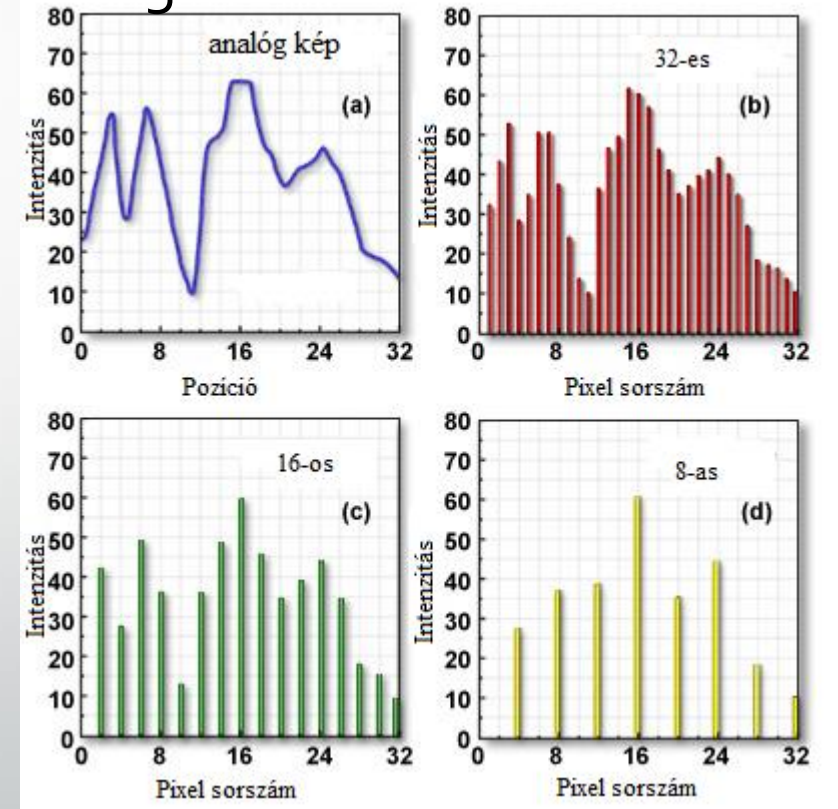 80
70
60
50
40
30
20
10
0
Intenzitás
analóg kép
(a)
0 8 16 24 32
Pozíció
80
70
60
50
40
30
20
10
0
Intenzitás
32-es
(b)
0 8 16 24 32
Pixel sorszám
80
70
60
50
40
30
20
10
0
Intenzitás
16-os
(c)
0 8 16 24 32
Pixel sorszám
80
70
60
50
40
30
20
10
0
Intenzitás
8-as
(d)
0 8 16 24 32
Pixel sorszám